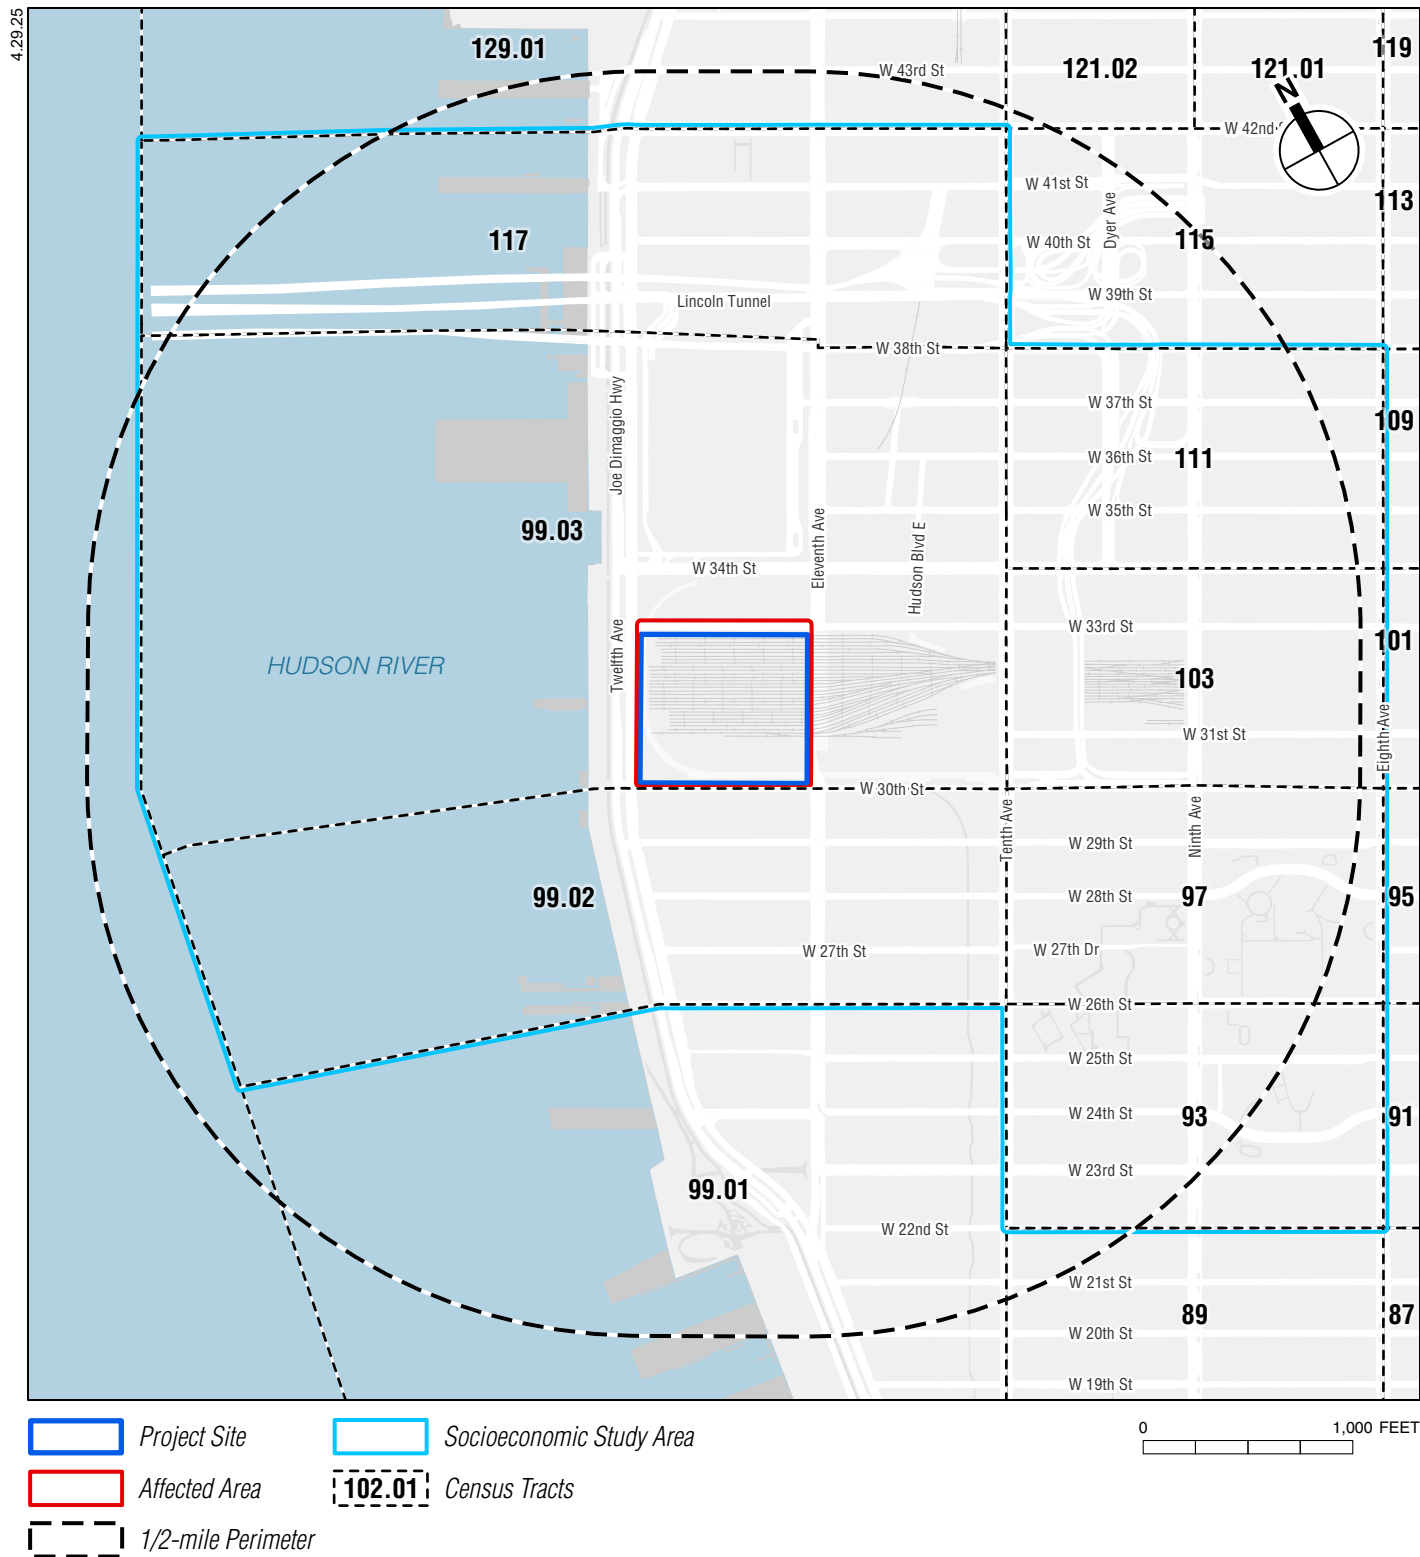 4.29.25
129.01
119
121.02
121.01
W 43rd St
N
W 42nd
W 41st St
113
Dyer Ave
117
W 40th St
115
W 39th St
Lincoln Tunnel
W 38th St
Joe Dimaggio Hwy
W 37th St
109
W 36th St
111
W 35th St
99.03
Eleventh Ave
Hudson Blvd E
W 34th St
Twelfth Ave
W 33rd St
101
HUDSON RIVER
103
Eighth Ave
W 31st St
W 30th St
Tenth Ave
Ninth Ave
W 29th St
99.02
W 28th St
97
95
W 27th St
W 27th Dr
W 26th St
W 25th St
W 24th St
93
91
W 23rd St
99.01
W 22nd St
W 21st St
89
87
W 20th St
W 19th St
Project Site
Socioeconomic Study Area
0
1,000 FEET
Affected Area
102.01
Census Tracts
1/2-mile Perimeter